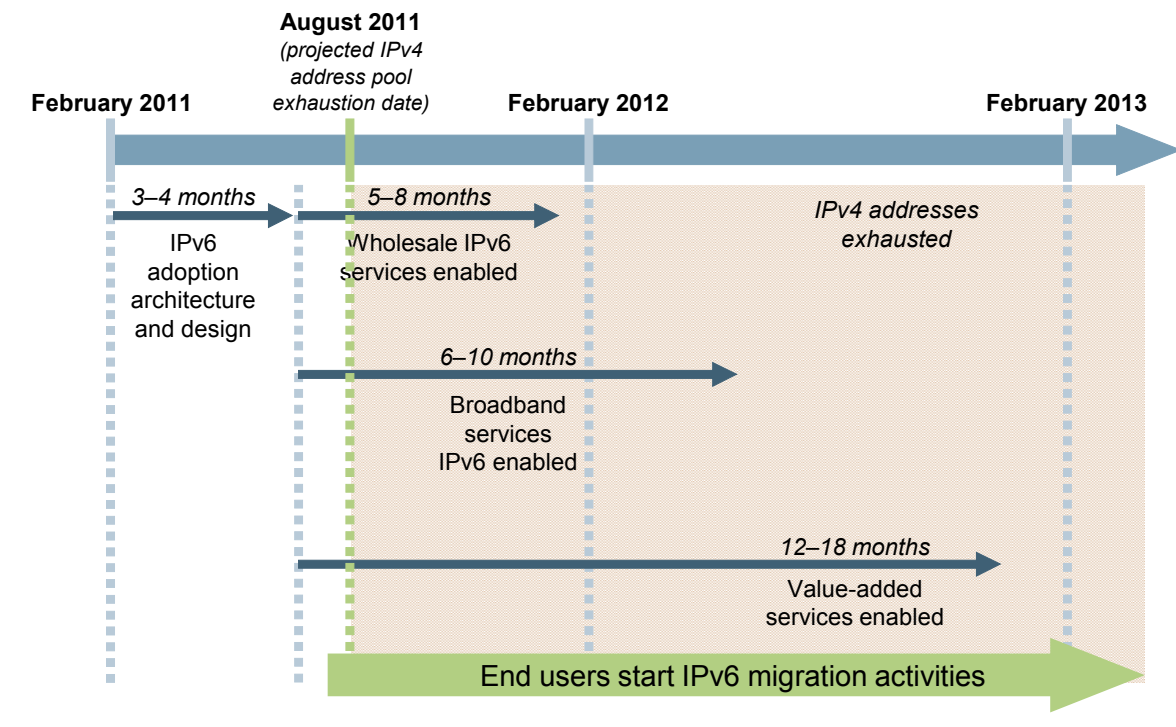 August 2011
(projected IPv4
address pool
exhaustion date)
February 2011
February 2012
February 2013
3–4 months
IPv6
adoption
architecture
and design
5–8 months
Wholesale IPv6
services enabled
IPv4 addresses
exhausted
6–10 months
Broadband
services
IPv6 enabled
12–18 months
Value-added
services enabled
End users start IPv6 migration activities